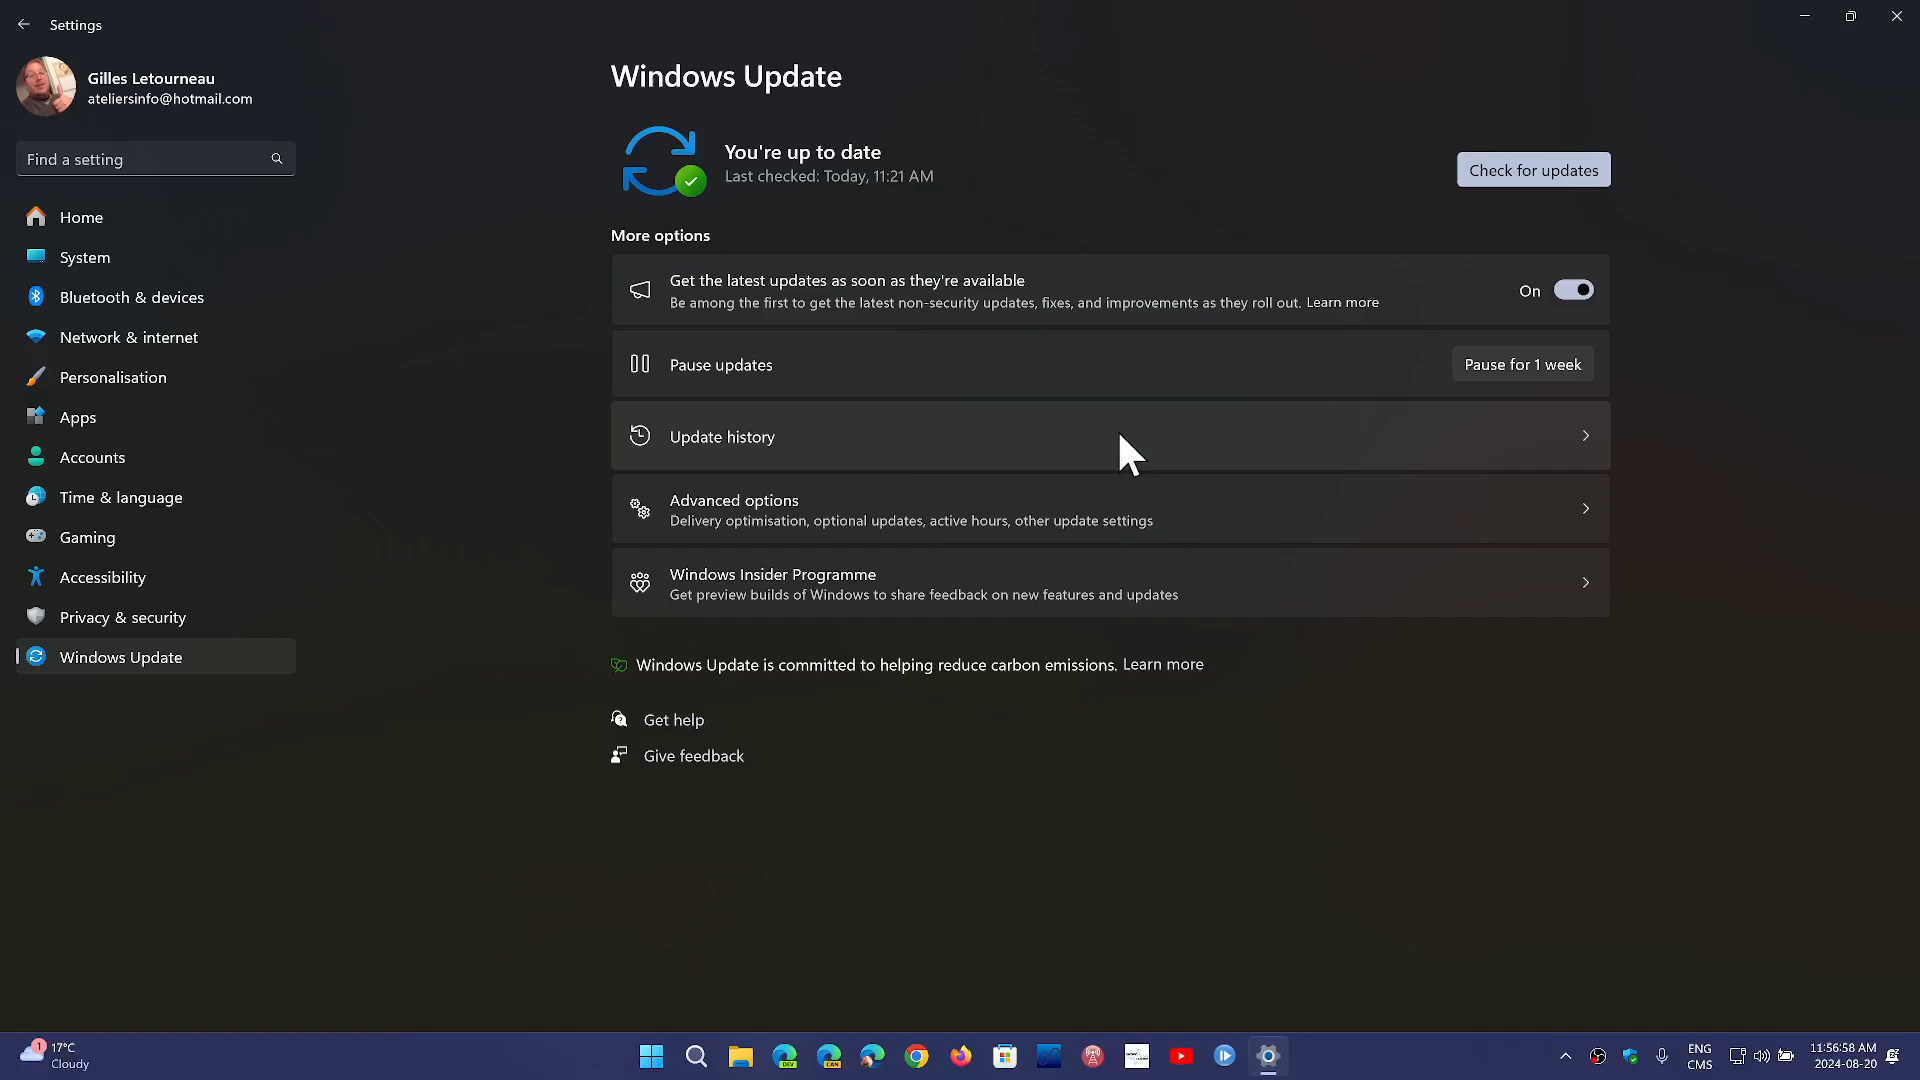 Settings
Gilles Letourneau
ateliersinfo@hotmail.com
Find a setting
Home
System
Bluetooth & devices
Network & internet
Personalisation
Apps
Accounts
Time & language
Gaming
Accessibility
Privacy & security
Windows Update
Windows Update
You're up to date
Last checked: Today, 11:21 AM
Check for updates
More options
Get the latest updates as soon as they're available
Be among the first to get the latest non-security updates, fixes, and improvements as they roll out. Learn more
On
Pause updates
Pause for 1 week
Update history
Advanced options
Delivery optimisation, optional updates, active hours, other update settings
Windows Insider Programme
Get preview builds of Windows to share feedback on new features and updates
Windows Update is committed to helping reduce carbon emissions. Learn more
Get help
Give feedback
1
17°C
Cloudy
DEV
CAN
ENG
CMS
11:56:58 AM
2024-08-20